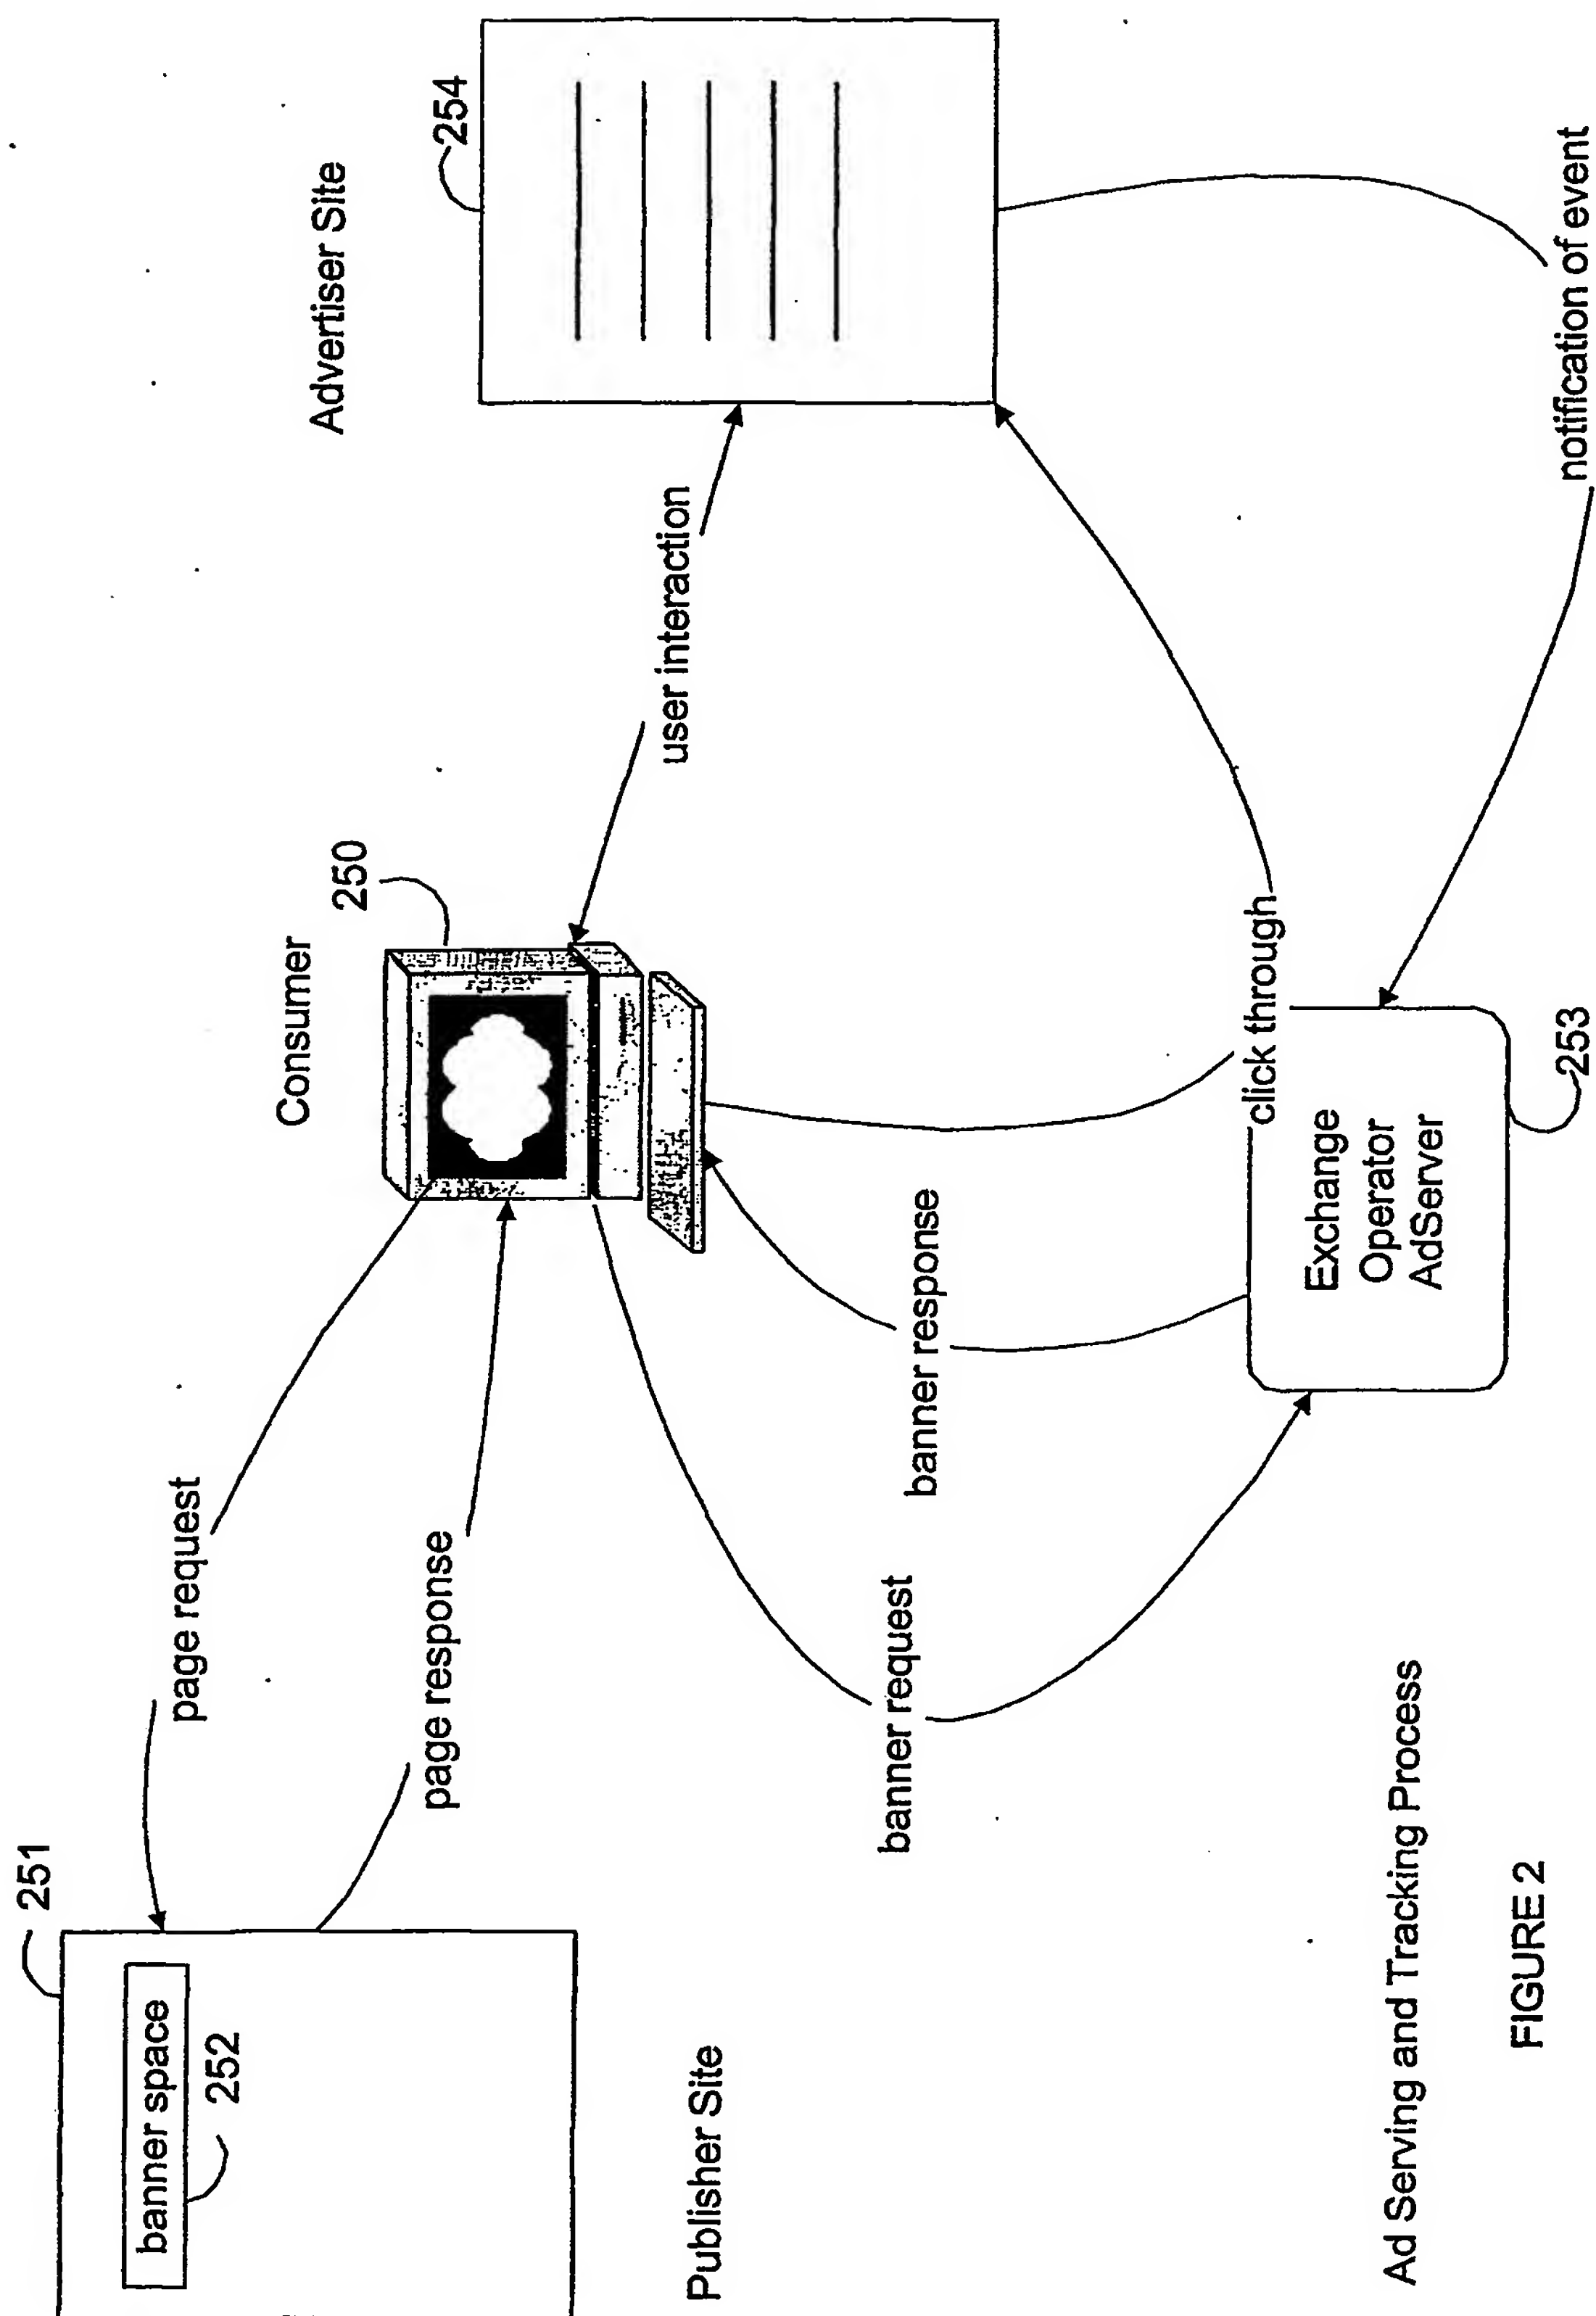 251
banner space
252
Publisher Site
page request
page response
Consumer
250
Advertiser Site
254
user interaction
banner request
banner response
click through
Exchange
Operator
AdServer
253
notification of event
Ad Serving and Tracking Process
FIGURE 2